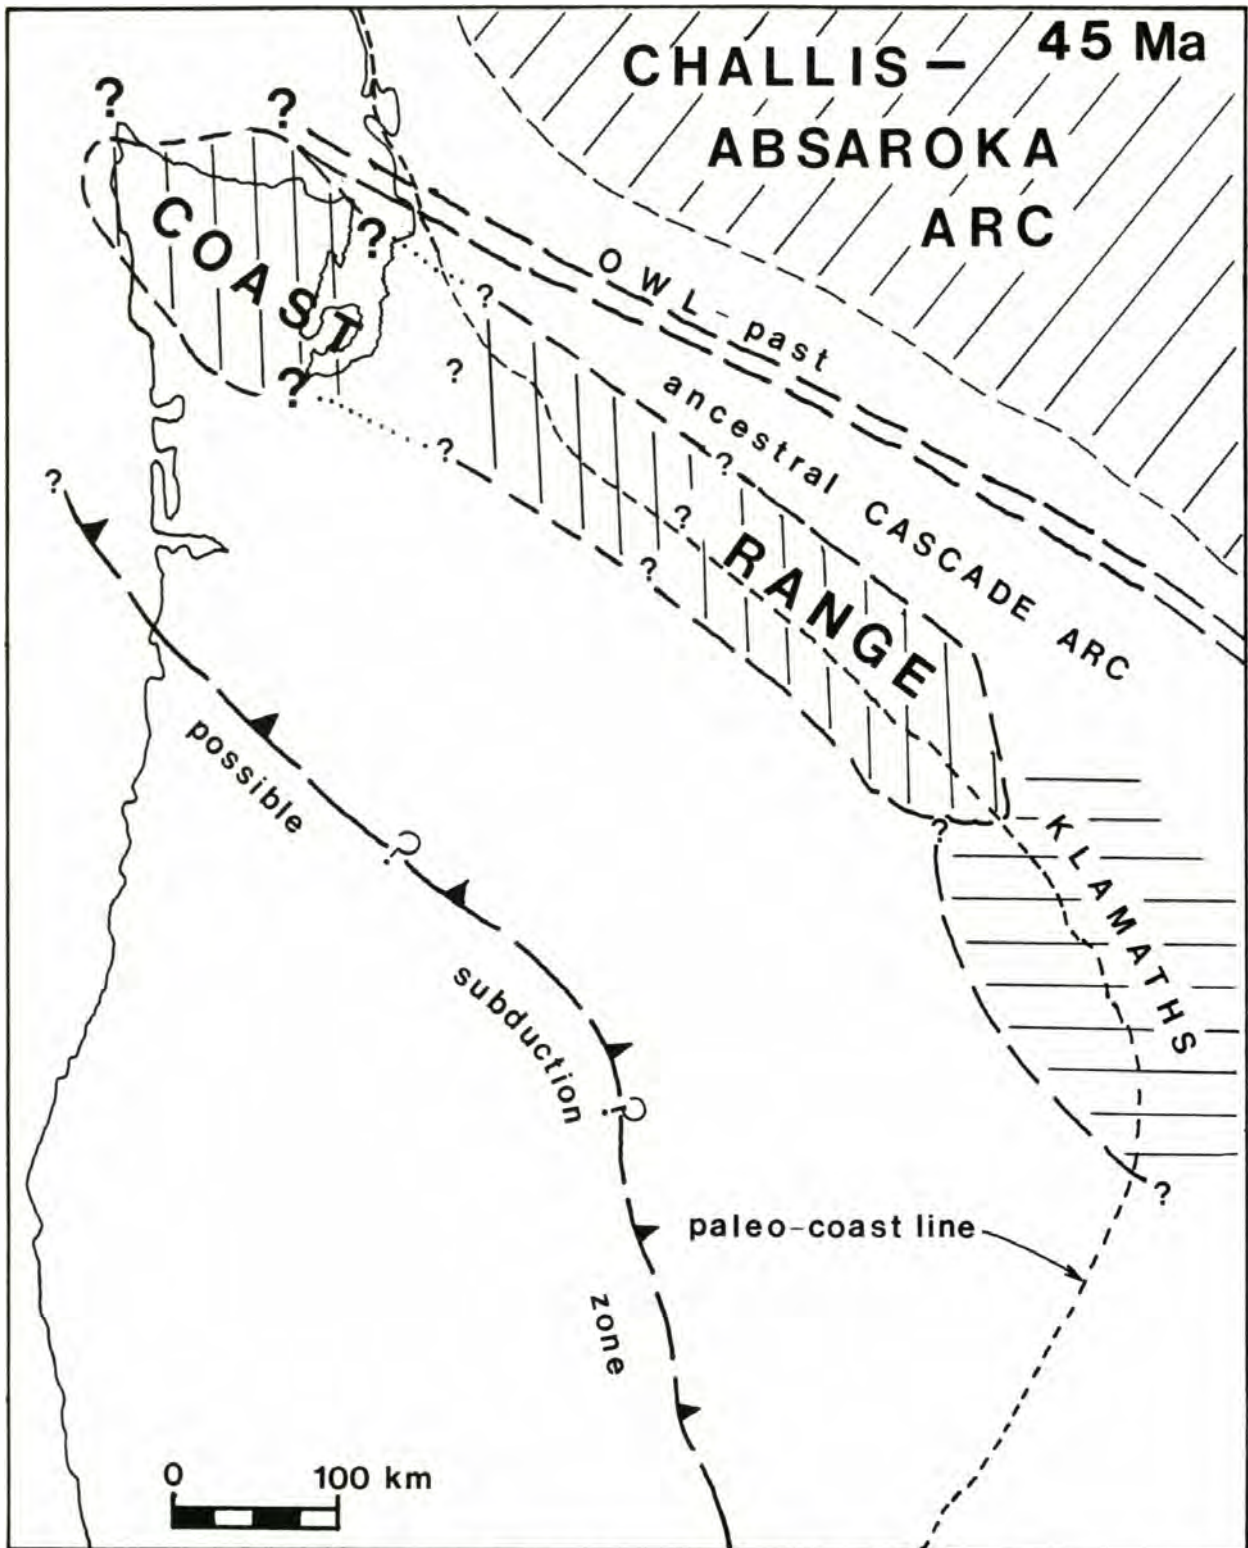 45 Ma
CHALLIS–
ABSAROKA
ARC
?
?
COAST
?
?
OWL-past
?
?
?
ancestral CASCADE ARC
?
?
?
RANGE
?
possible
?
subduction
?
zone
?
KLAMATHS
?
paleo-coast line
0 100 km